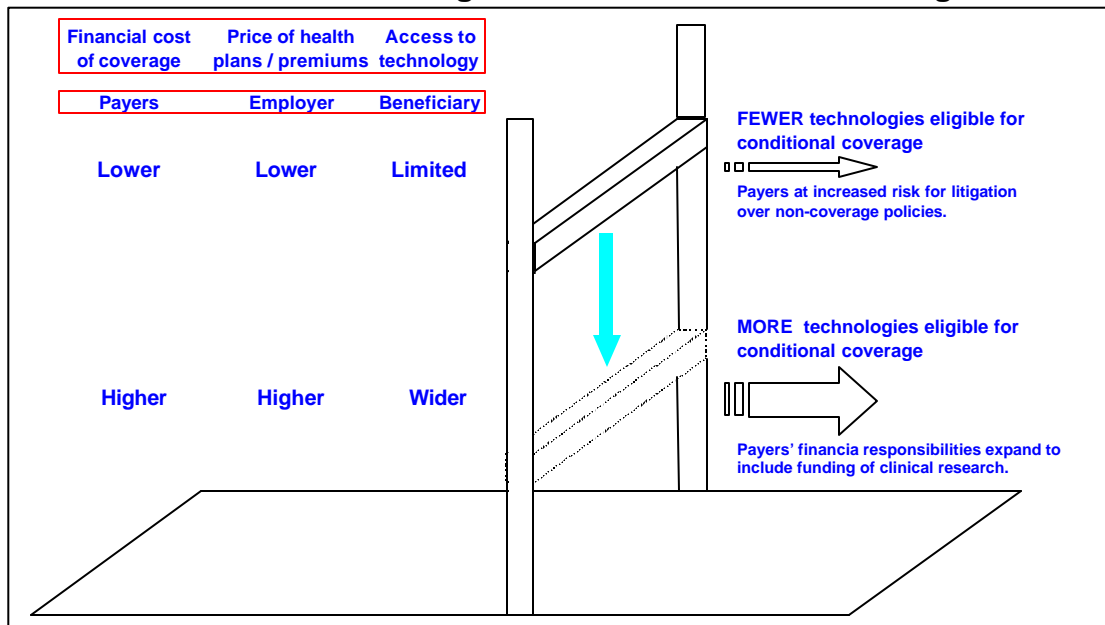 Financial cost
of coverage
Price of health
plans / premiums
Access to
technology
Payers
Employer
Beneficiary
Lower
Lower
Limited
FEWER technologies eligible for
conditional coverage
Payers at increased risk for litigation
over non-coverage policies.
MORE technologies eligible for
conditional coverage
Higher
Higher
Wider
Payers’ financia responsibilities expand to
include funding of clinical research.